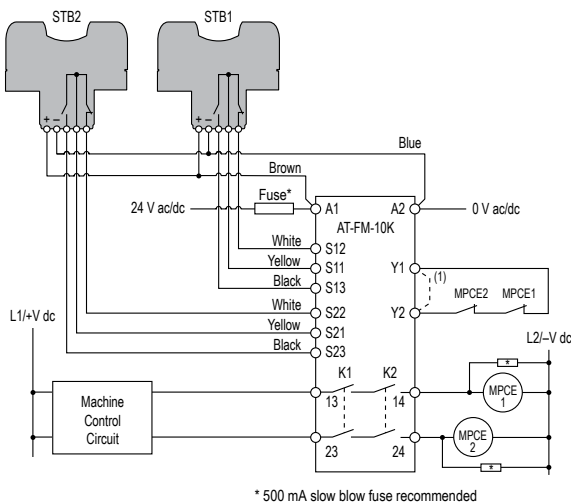 STB2 STB1
+ – + –
Blue
Brown
Fuse*
24 V ac/dc A1 A2 0 V ac/dc
AT-FM-10K
White S12
Yellow S11 Y1 (1)
Black S13 MPCE2 MPCE1
White S22 Y2
L1/+V dc Yellow S21
Black S23 L2/–V dc
*
K1 K2
Machine Control Circuit 13 14 MPCE 1
23 24 MPCE 2
*
* 500 mA slow blow fuse recommended